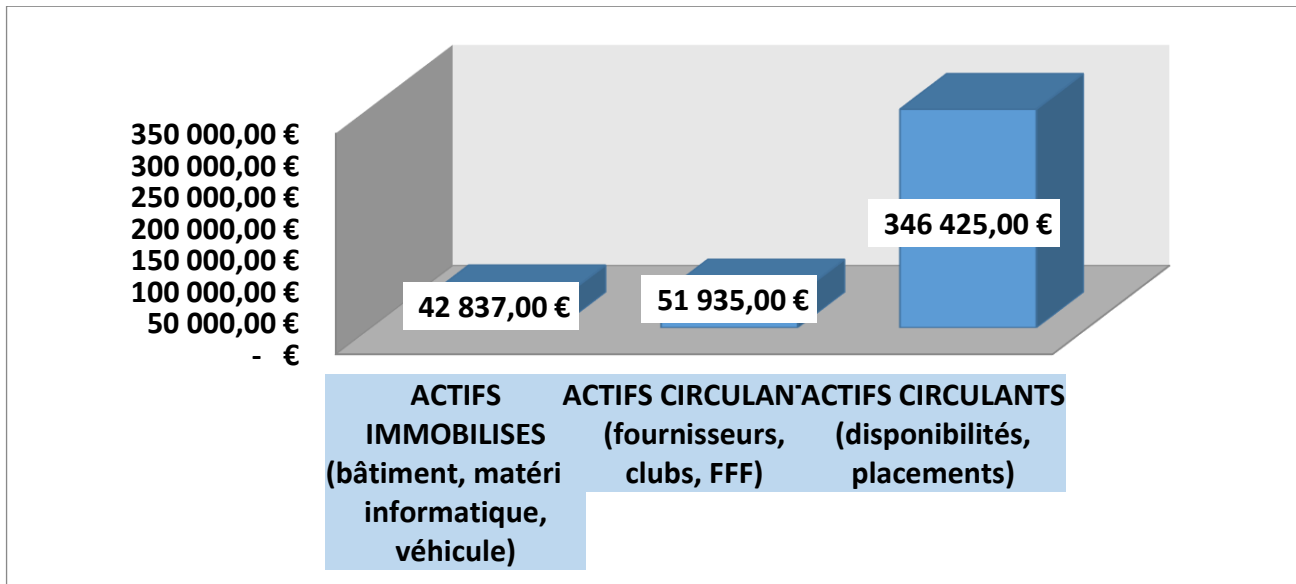 350 000,00 €
300 000,00 €
250 000,00 €
200 000,00 €
150 000,00 €
100 000,00 €
50 000,00 €
- €
42 837,00 €
51 935,00 €
346 425,00 €
ACTIFS
IMMOBILISES
(bâtiment, matéri
informatique,
véhicule)
ACTIFS CIRCULANT
(fournisseurs,
clubs, FFF)
ACTIFS CIRCULANTS
(disponibilités,
placements)